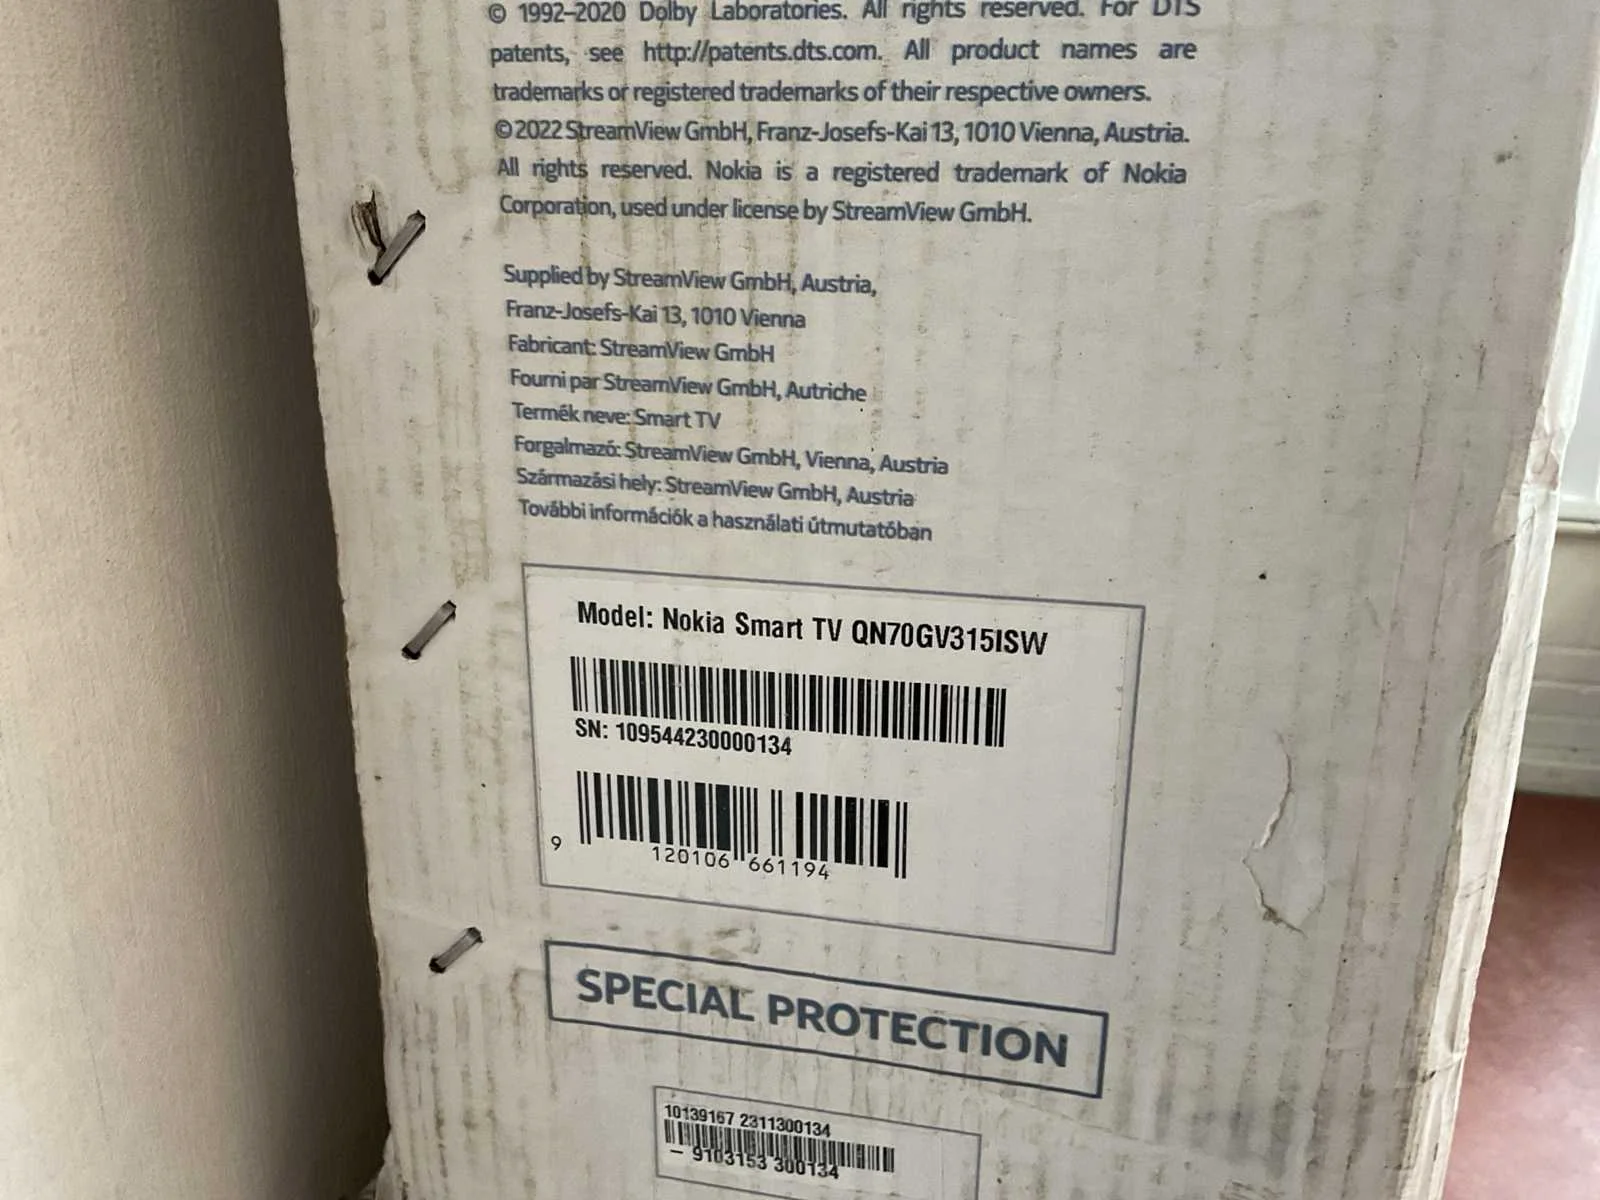 © 1992–2020 Dolby Laboratories. All rights reserved. For DTS
patents, see http://patents.dts.com. All product names are
trademarks or registered trademarks of their respective owners.
©2022 StreamView GmbH, Franz-Josefs-Kai 13, 1010 Vienna, Austria.
All rights reserved. Nokia is a registered trademark of Nokia
Corporation, used under license by StreamView GmbH.
Supplied by StreamView GmbH, Austria,
Franz-Josefs-Kai 13, 1010 Vienna
Fabricant: StreamView GmbH
Fourni par StreamView GmbH, Autriche
Termék neve: Smart TV
Forgalmazó: StreamView GmbH, Vienna, Austria
Származási hely: StreamView GmbH, Austria
További információk a használati útmutatóban
Model: Nokia Smart TV QN70GV315ISW
SN: 109544230000134
9 120106 661194
SPECIAL PROTECTION
10139167 2311300134
– 9103153 300134